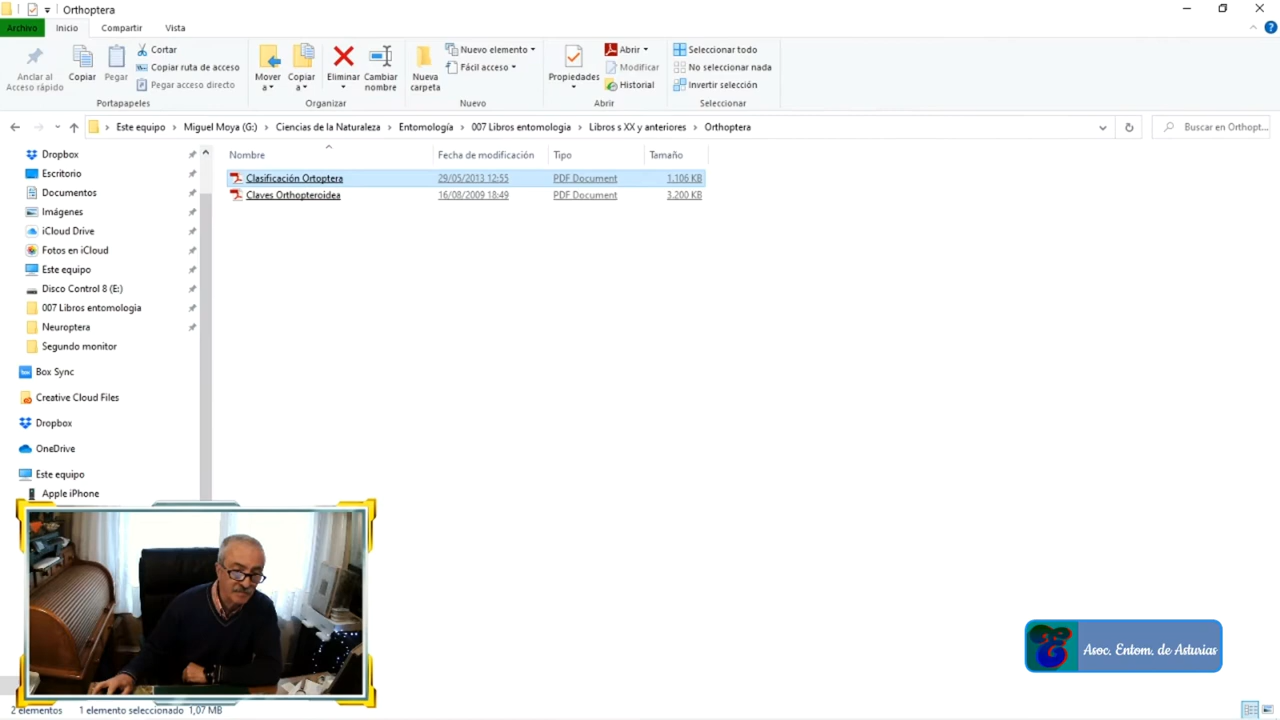 Orthoptera
Archivo Inicio Compartir Vista
Anclar al Acceso rápido
Copiar
Pegar
Cortar
Copiar ruta de acceso
Pegar acceso directo
Portapapeles
Mover a
Copiar a
Eliminar
Cambiar nombre
Organizar
Nueva carpeta
Nuevo elemento
Fácil acceso
Nuevo
Propiedades
Abrir
Modificar
Historial
Abrir
Seleccionar todo
No seleccionar nada
Invertir selección
Seleccionar
Este equipo > Miguel Moya (G:) > Ciencias de la Naturaleza > Entomología > 007 Libros entomologia > Libros s XX y anteriores > Orthoptera
Buscar en Orthopt...
Nombre Fecha de modificación Tipo Tamaño
Clasificación Ortoptera 29/05/2013 12:55 PDF Document 1.106 KB
Claves Orthopteroidea 16/08/2009 18:49 PDF Document 3.200 KB
Dropbox
Escritorio
Documentos
Imágenes
iCloud Drive
Fotos en iCloud
Este equipo
Disco Control 8 (E:)
007 Libros entomologia
Neuroptera
Segundo monitor
Box Sync
Creative Cloud Files
Dropbox
OneDrive
Este equipo
Apple iPhone
Asoc. Entom. de Asturias
2 elementos 1 elemento seleccionado 1,07 MB